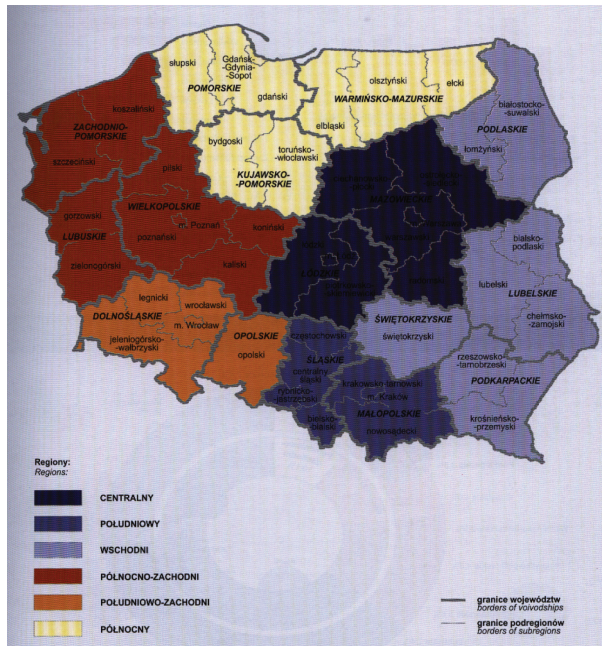 słupski
Gdańsk-
-Gdynia-
-Sopot
POMORSKIE
gdański
olsztyński
ełcki
WARMIŃSKO-MAZURSKIE
elbląski
koszaliński
ZACHODNIO-
POMORSKIE
szczeciński
białostocko-
-suwalski
PODLASKIE
łomżyński
bydgoski
toruńsko-
-włocławski
KUJAWSKO-
-POMORSKIE
pilski
WIELKOPOLSKIE
m. Poznań
poznański
koniński
kaliski
gorzowski
LUBUSKIE
zielonogórski
MAZOWIECKIE
ŁÓDZKIE
bialsko-
podlaski
lubelski
LUBELSKIE
chełmsko-
-zamojski
legnicki
wrocławski
DOLNOŚLĄSKIE
m. Wrocław
jeleniogórsko-
-wałbrzyski
OPOLSKIE
opolski
ŚWIĘTOKRZYSKIE
świętokrzyski
częstochowski
ŚLĄSKIE
centralny-
śląski
rybnicko-
-jastrzębski
bielsko-
-bialski
krakowsko-tarnowski
m. Kraków
MAŁOPOLSKIE
nowosądecki
rzeszowsko-
-tarnobrzeski
PODKARPACKIE
krośnieńsko-
-przemyski
Regiony:
Regions:
CENTRALNY
POŁUDNIOWY
WSCHODNI
PÓŁNOCNO-ZACHODNI
POŁUDNIOWO-ZACHODNI
PÓŁNOCNY
granice województw
borders of voivodships
granice podregionów
borders of subregions